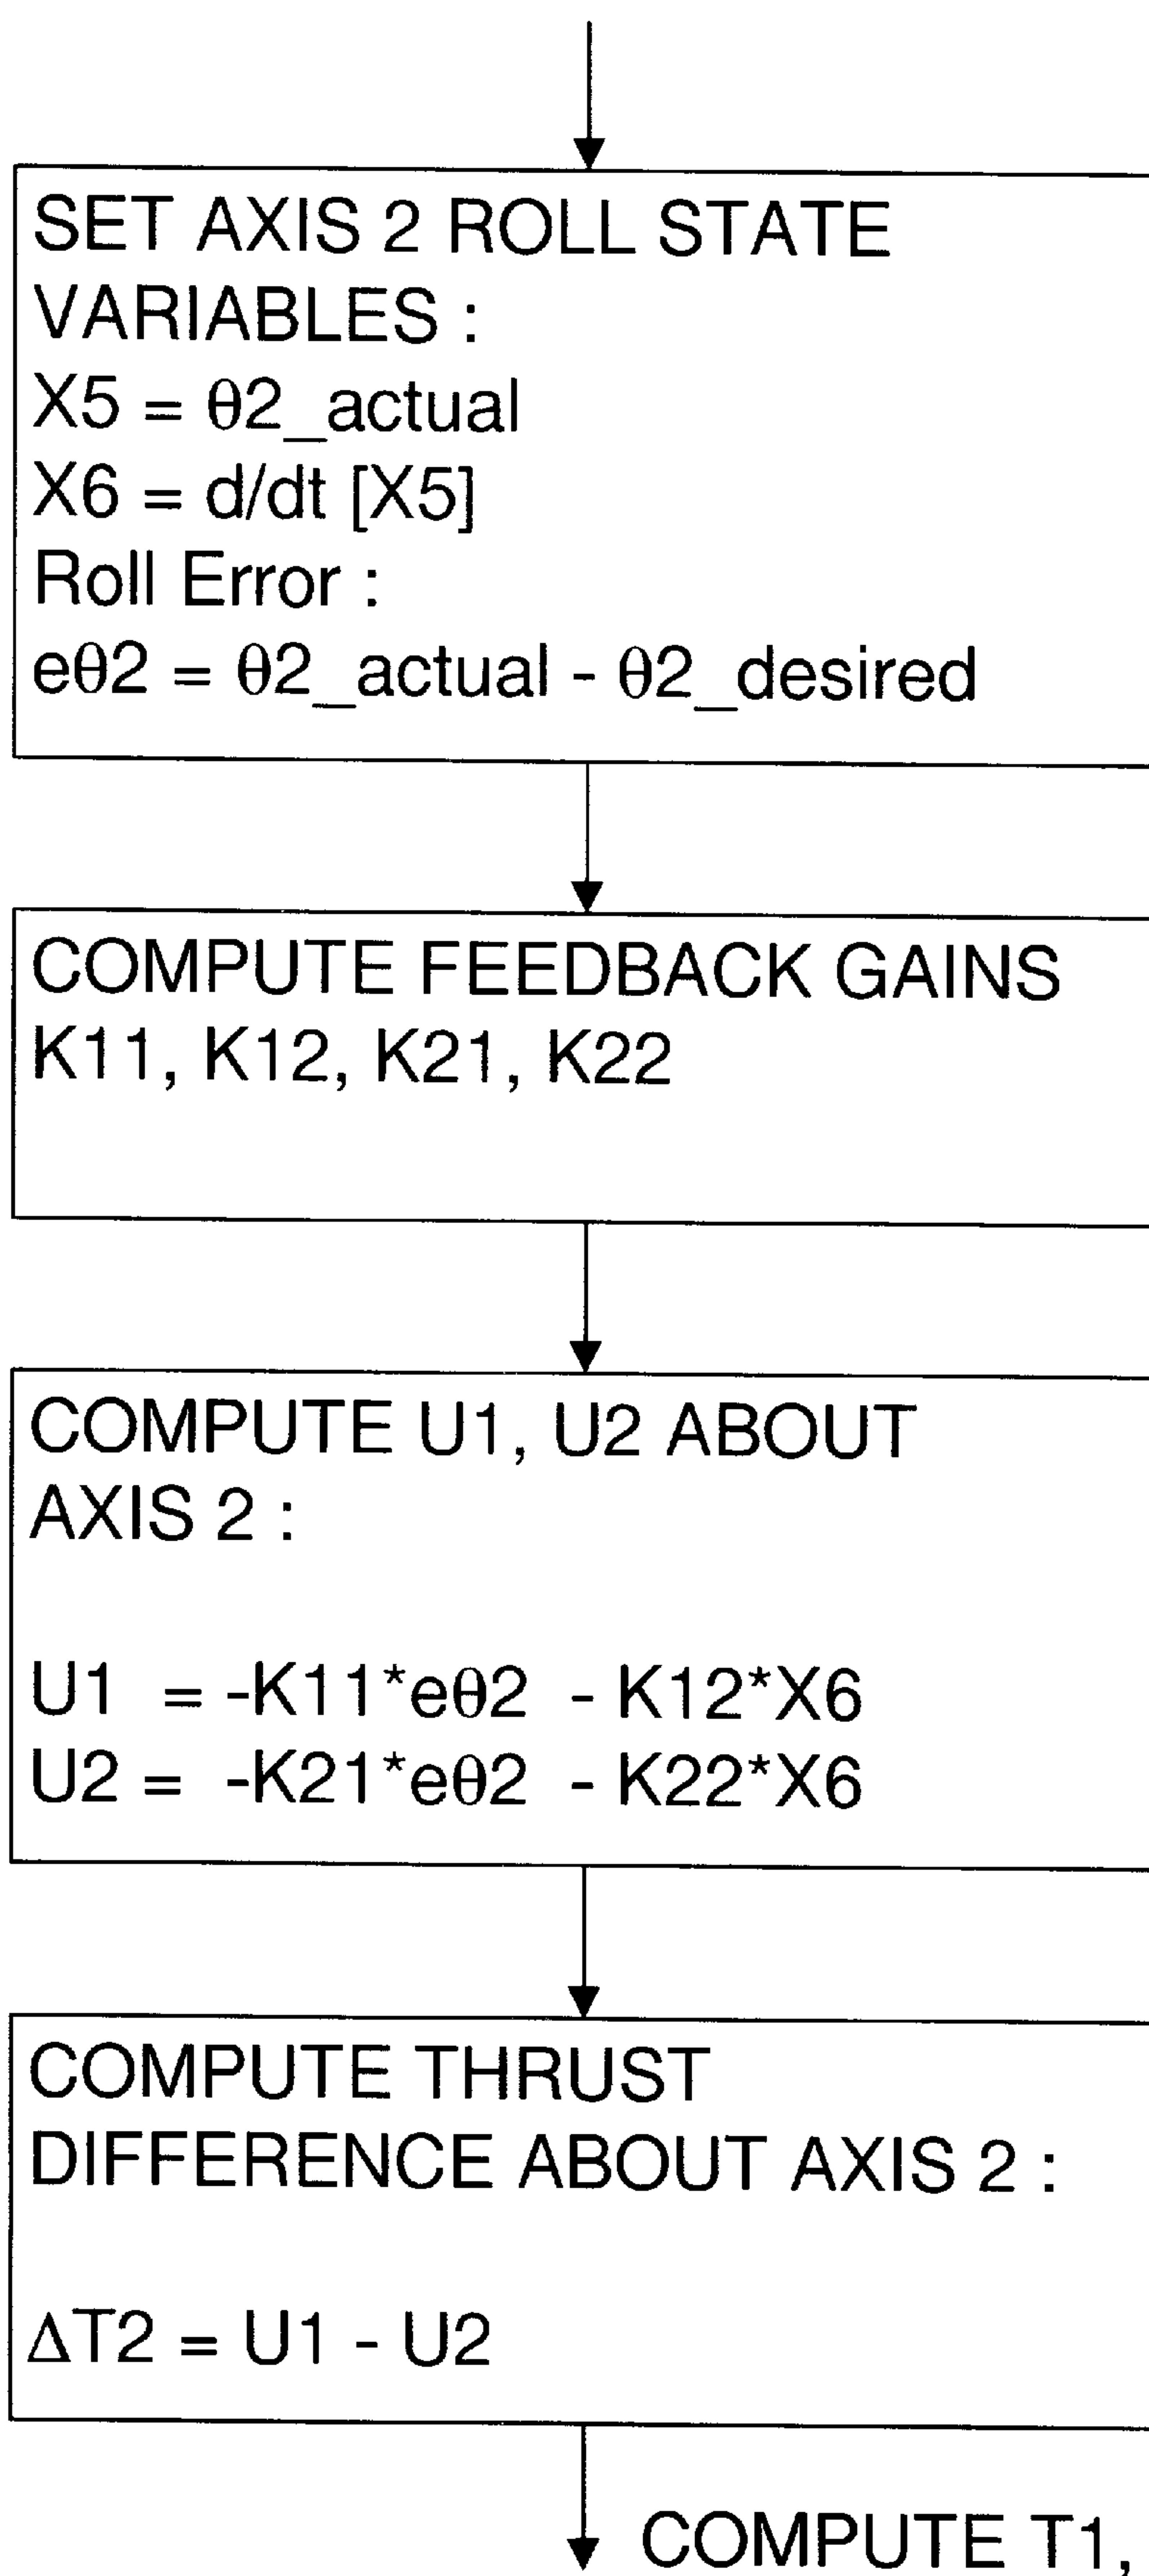 SET AXIS 2 ROLL STATE
VARIABLES :
X5 = θ2_actual
X6 = d/dt [X5]
Roll Error :
eθ2 = θ2_actual - θ2_desired
COMPUTE FEEDBACK GAINS
K11, K12, K21, K22
COMPUTE U1, U2 ABOUT
AXIS 2 :
U1 = -K11*eθ2 - K12*X6
U2 = -K21*eθ2 - K22*X6
COMPUTE THRUST
DIFFERENCE ABOUT AXIS 2 :
ΔT2 = U1 - U2
COMPUTE T1,